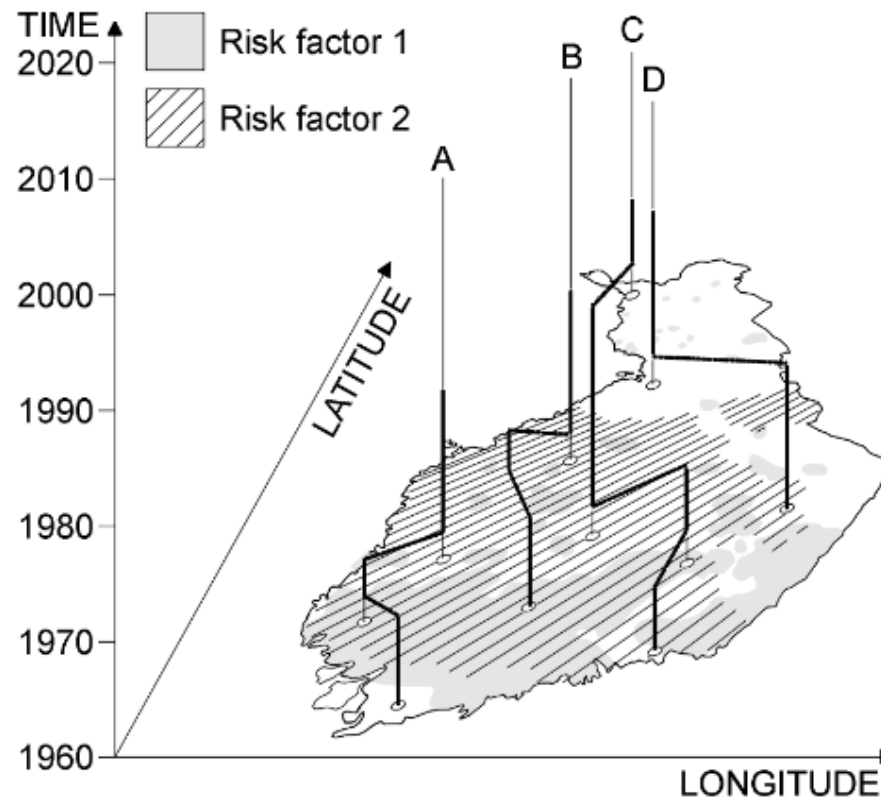 TIME
Risk factor 1
Risk factor 2
A
B
C
D
2020
2010
2000
1990
1980
1970
1960
LATITUDE
LONGITUDE